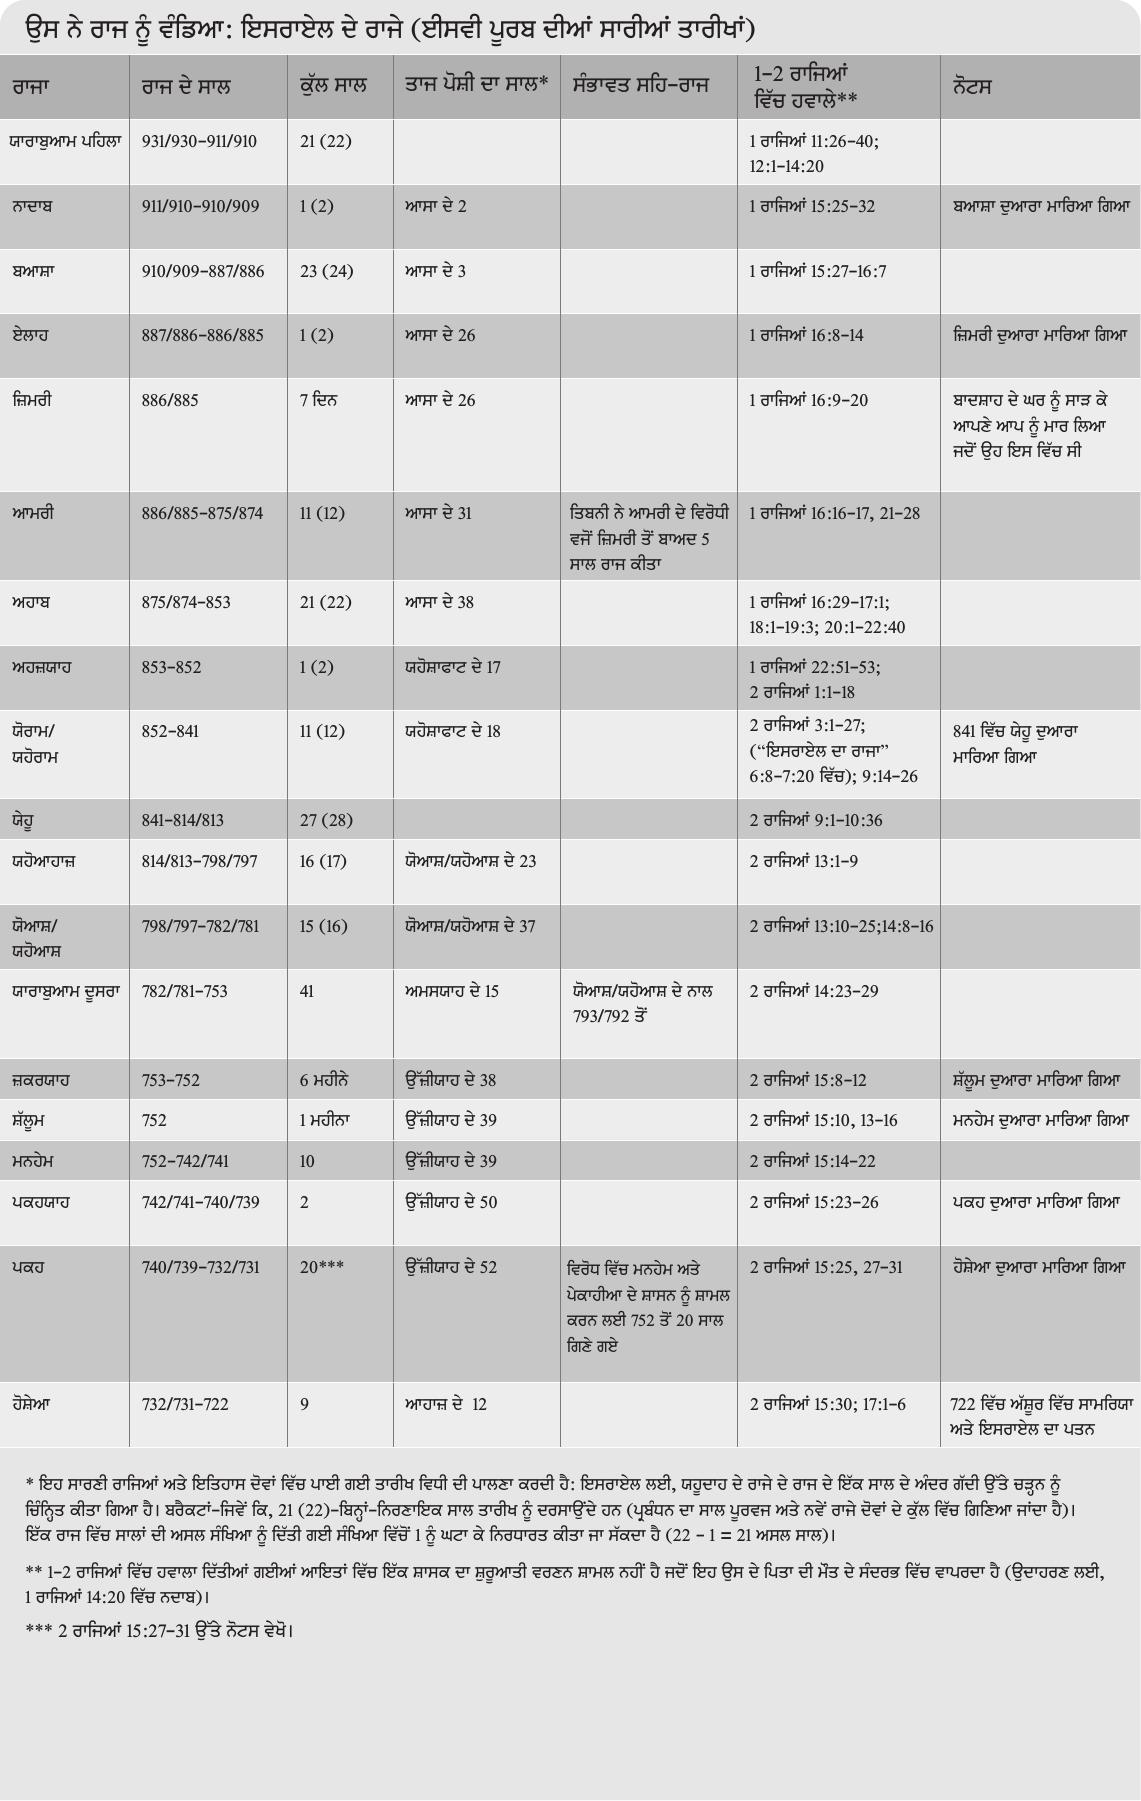 ਉਸ ਨੇ ਰਾਜ ਨੂੰ ਵੰਡਿਆ: ਇਸਰਾਏਲ ਦੇ ਰਾਜੇ (ਈਸਵੀ ਪੂਰਬ ਦੀਆਂ ਸਾਰੀਆਂ ਤਾਰੀਖਾਂ)
ਰਾਜਾ ਰਾਜ ਦੇ ਸਾਲ ਕੁੱਲ ਸਾਲ ਤਾਜ ਪੋਸ਼ੀ ਦਾ ਸਾਲ* ਸੰਭਾਵਤ ਸਹਿ-ਰਾਜ 1-2 ਰਾਜਿਆਂ ਨੋਟਸ
ਵਿੱਚ ਹਵਾਲੇ**
ਯਾਰਾਬੁਆਮ ਪਹਿਲਾ 931/930-911/910 21 (22) 1 ਰਾਜਿਆਂ 11:26-40;
12:1-14:20
ਨਾਦਾਬ 911/910-910/909 1 (2) ਆਸਾ ਦੇ 2 1 ਰਾਜਿਆਂ 15:25-32 ਬਆਸ਼ਾ ਦੁਆਰਾ ਮਾਰਿਆ ਗਿਆ
ਬਆਸ਼ਾ 910/909-887/886 23 (24) ਆਸਾ ਦੇ 3 1 ਰਾਜਿਆਂ 15:27-16:7
ਏਲਾਹ 887/886-886/885 1 (2) ਆਸਾ ਦੇ 26 1 ਰਾਜਿਆਂ 16:8-14 ਜ਼ਿਮਰੀ ਦੁਆਰਾ ਮਾਰਿਆ ਗਿਆ
ਜ਼ਿਮਰੀ 886/885 7 ਦਿਨ ਆਸਾ ਦੇ 26 1 ਰਾਜਿਆਂ 16:9-20 ਬਾਦਸ਼ਾਹ ਦੇ ਘਰ ਨੂੰ ਸਾੜ ਕੇ
ਆਪਣੇ ਆਪ ਨੂੰ ਮਾਰ ਲਿਆ
ਜਦੋਂ ਉਹ ਇਸ ਵਿੱਚ ਸੀ
ਆਮਰੀ 886/885-875/874 11 (12) ਆਸਾ ਦੇ 31 ਤਿਬਨੀ ਨੇ ਆਮਰੀ ਦੇ ਵਿਰੋਧੀ 1 ਰਾਜਿਆਂ 16:16-17, 21-28
ਵਜੋਂ ਜ਼ਿਮਰੀ ਤੋਂ ਬਾਅਦ 5
ਸਾਲ ਰਾਜ ਕੀਤਾ
ਅਹਾਬ 875/874-853 21 (22) ਆਸਾ ਦੇ 38 1 ਰਾਜਿਆਂ 16:29-17:1;
18:1-19:3; 20:1-22:40
ਅਹਜ਼ਯਾਹ 853-852 1 (2) ਯਹੋਸ਼ਾਫਾਟ ਦੇ 17 1 ਰਾਜਿਆਂ 22:51-53;
2 ਰਾਜਿਆਂ 1:1-18
ਯੋਰਾਮ/ 852-841 11 (12) ਯਹੋਸ਼ਾਫਾਟ ਦੇ 18 2 ਰਾਜਿਆਂ 3:1-27; 841 ਵਿੱਚ ਯੇਹੂ ਦੁਆਰਾ
ਯਹੋਰਾਮ (“ਇਸਰਾਏਲ ਦਾ ਰਾਜਾ” ਮਾਰਿਆ ਗਿਆ
6:8-7:20 ਵਿੱਚ); 9:14-26
ਯੇਹੂ 841-814/813 27 (28) 2 ਰਾਜਿਆਂ 9:1-10:36
ਯਹੋਆਹਾਜ਼ 814/813-798/797 16 (17) ਯੋਆਸ਼/ਯਹੋਆਸ਼ ਦੇ 23 2 ਰਾਜਿਆਂ 13:1-9
ਯੋਆਸ਼/ 798/797-782/781 15 (16) ਯੋਆਸ਼/ਯਹੋਆਸ਼ ਦੇ 37 2 ਰਾਜਿਆਂ 13:10-25;14:8-16
ਯਹੋਆਸ਼
ਯਾਰਾਬੁਆਮ ਦੂਸਰਾ 782/781-753 41 ਅਮਸਯਾਹ ਦੇ 15 ਯੋਆਸ਼/ਯਹੋਆਸ਼ ਦੇ ਨਾਲ 2 ਰਾਜਿਆਂ 14:23-29
793/792 ਤੋਂ
ਜ਼ਕਰਯਾਹ 753-752 6 ਮਹੀਨੇ ਉੱਜ਼ੀਯਾਹ ਦੇ 38 2 ਰਾਜਿਆਂ 15:8-12 ਸ਼ੱਲੂਮ ਦੁਆਰਾ ਮਾਰਿਆ ਗਿਆ
ਸ਼ੱਲੂਮ 752 1 ਮਹੀਨਾ ਉੱਜ਼ੀਯਾਹ ਦੇ 39 2 ਰਾਜਿਆਂ 15:10, 13-16 ਮਨਹੇਮ ਦੁਆਰਾ ਮਾਰਿਆ ਗਿਆ
ਮਨਹੇਮ 752-742/741 10 ਉੱਜ਼ੀਯਾਹ ਦੇ 39 2 ਰਾਜਿਆਂ 15:14-22
ਪਕਹਯਾਹ 742/741-740/739 2 ਉੱਜ਼ੀਯਾਹ ਦੇ 50 2 ਰਾਜਿਆਂ 15:23-26 ਪਕਹ ਦੁਆਰਾ ਮਾਰਿਆ ਗਿਆ
ਪਕਹ 740/739-732/731 20*** ਉੱਜ਼ੀਯਾਹ ਦੇ 52 ਵਿਰੋਧ ਵਿੱਚ ਮਨਹੇਮ ਅਤੇ 2 ਰਾਜਿਆਂ 15:25, 27-31 ਹੋਸ਼ੇਆ ਦੁਆਰਾ ਮਾਰਿਆ ਗਿਆ
ਪੇਕਾਹੀਆ ਦੇ ਸ਼ਾਸਨ ਨੂੰ ਸ਼ਾਮਲ
ਕਰਨ ਲਈ 752 ਤੋਂ 20 ਸਾਲ
ਗਿਣੇ ਗਏ
ਹੋਸ਼ੇਆ 732/731-722 9 ਆਹਾਜ਼ ਦੇ 12 2 ਰਾਜਿਆਂ 15:30; 17:1-6 722 ਵਿੱਚ ਅੱਸ਼ੂਰ ਵਿੱਚ ਸਾਮਰਿਯਾ
ਅਤੇ ਇਸਰਾਏਲ ਦਾ ਪਤਨ
* ਇਹ ਸਾਰਣੀ ਰਾਜਿਆਂ ਅਤੇ ਇਤਿਹਾਸ ਦੋਵਾਂ ਵਿੱਚ ਪਾਈ ਗਈ ਤਾਰੀਖ ਵਿਧੀ ਦੀ ਪਾਲਣਾ ਕਰਦੀ ਹੈ: ਇਸਰਾਏਲ ਲਈ, ਯਹੂਦਾਹ ਦੇ ਰਾਜੇ ਦੇ ਰਾਜ ਦੇ ਇੱਕ ਸਾਲ ਦੇ ਅੰਦਰ ਗੱਦੀ ਉੱਤੇ ਚੜ੍ਹਨ ਨੂੰ
ਚਿੰਨ੍ਹਿਤ ਕੀਤਾ ਗਿਆ ਹੈ। ਬਰੈਕਟਾਂ-ਜਿਵੇਂ ਕਿ, 21 (22)-ਬਿਨ੍ਹਾਂ-ਨਿਰਣਾਇਕ ਸਾਲ ਤਾਰੀਖ ਨੂੰ ਦਰਸਾਉਂਦੇ ਹਨ (ਪ੍ਰਬੰਧਨ ਦਾ ਸਾਲ ਪੂਰਵਜ ਅਤੇ ਨਵੇਂ ਰਾਜੇ ਦੋਵਾਂ ਦੇ ਕੁੱਲ ਵਿੱਚ ਗਿਣਿਆ ਜਾਂਦਾ ਹੈ)।
ਇੱਕ ਰਾਜ ਵਿੱਚ ਸਾਲਾਂ ਦੀ ਅਸਲ ਸੰਖਿਆ ਨੂੰ ਦਿੱਤੀ ਗਈ ਸੰਖਿਆ ਵਿੱਚੋਂ 1 ਨੂੰ ਘਟਾ ਕੇ ਨਿਰਧਾਰਤ ਕੀਤਾ ਜਾ ਸੱਕਦਾ ਹੈ (22 - 1 = 21 ਅਸਲ ਸਾਲ)।
** 1-2 ਰਾਜਿਆਂ ਵਿੱਚ ਹਵਾਲਾ ਦਿੱਤੀਆਂ ਗਈਆਂ ਆਇਤਾਂ ਵਿੱਚ ਇੱਕ ਸ਼ਾਸਕ ਦਾ ਸ਼ੁਰੂਆਤੀ ਵਰਣਨ ਸ਼ਾਮਲ ਨਹੀਂ ਹੈ ਜਦੋਂ ਇਹ ਉਸ ਦੇ ਪਿਤਾ ਦੀ ਮੌਤ ਦੇ ਸੰਦਰਭ ਵਿੱਚ ਵਾਪਰਦਾ ਹੈ (ਉਦਾਹਰਣ ਲਈ,
1 ਰਾਜਿਆਂ 14:20 ਵਿੱਚ ਨਦਾਬ)।
*** 2 ਰਾਜਿਆਂ 15:27-31 ਉੱਤੇ ਨੋਟਸ ਵੇਖੋ।